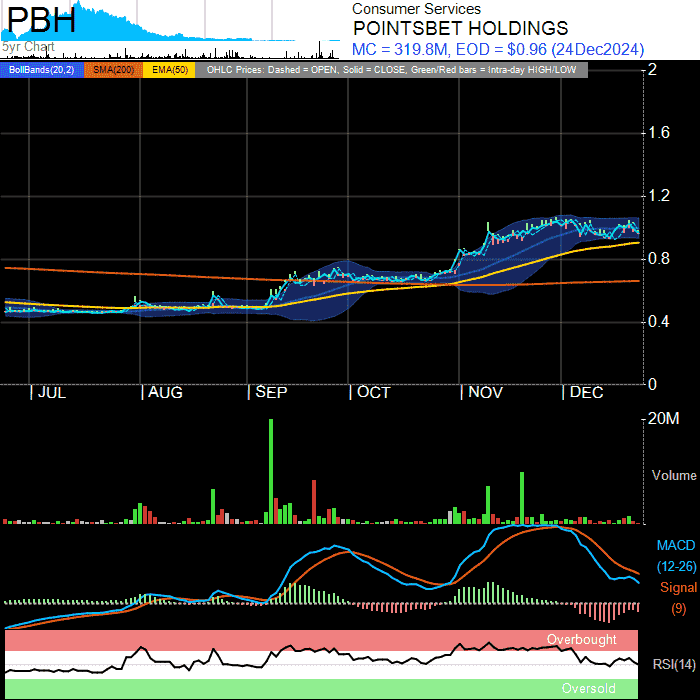 PBH
5yr Chart
Consumer Services
POINTSBET HOLDINGS
MC = 319.8M, EOD = $0.96 (24Dec2024)
BollBands(20,2) SMA(200) EMA(50) OHLC Prices: Dashed = OPEN, Solid = CLOSE, Green/Red bars = Intra-day HIGH/LOW
2
1.6
1.2
0.8
0.4
0
| JUL | AUG | SEP | OCT | NOV | DEC
20M
Volume
MACD
(12-26)
Signal
(9)
Overbought
RSI(14)
Oversold